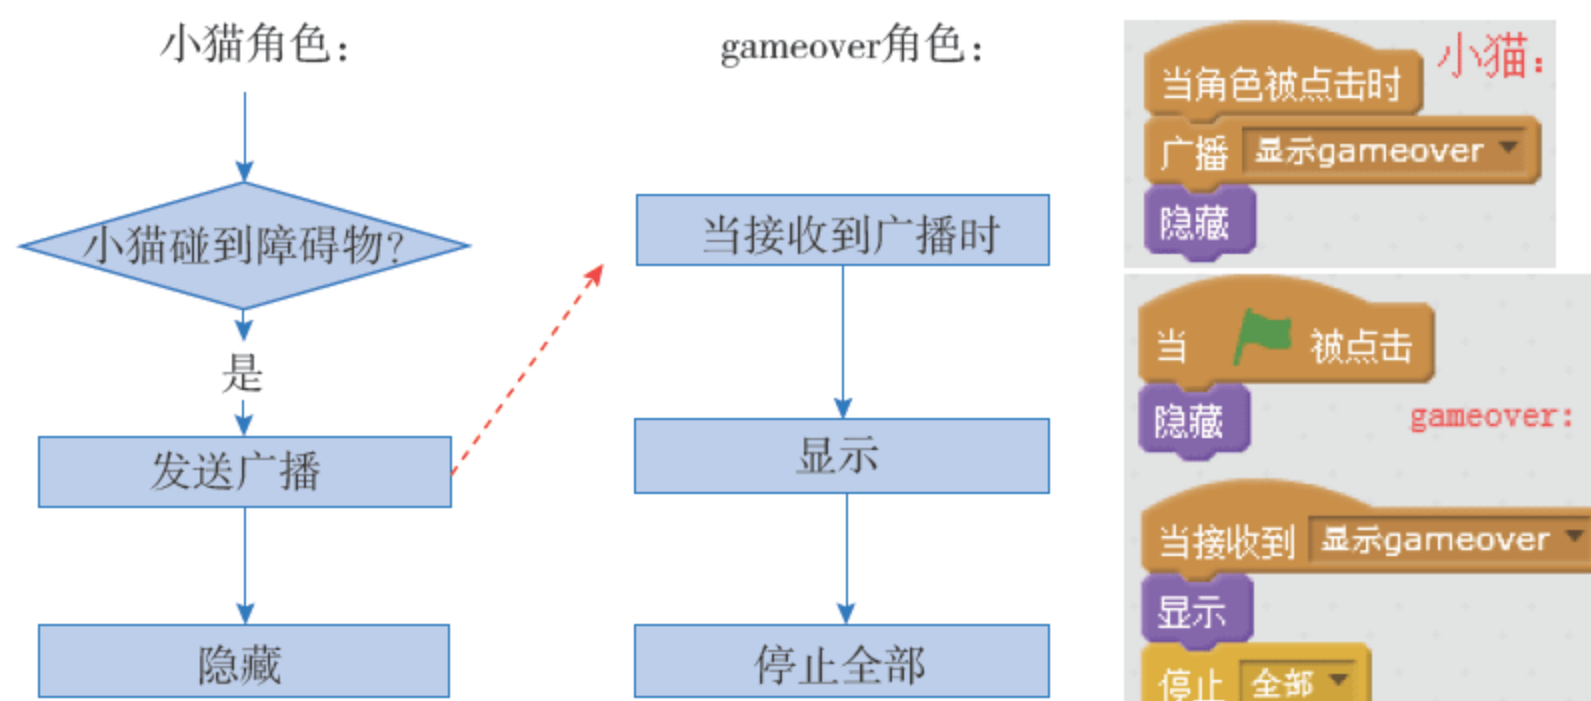 小猫角色：
小猫碰到障碍物？
是
发送广播
隐藏
gameover角色：
当接收到广播时
显示
停止全部
小猫：
当角色被点击时
广播 显示gameover
隐藏
当 被点击
隐藏
gameover:
当接收到 显示gameover
显示
停止 全部